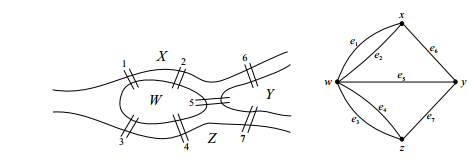 X
1
2
6
W
5
Y
3
4
Z
7
x
e₁
e₂
e₆
w
e₅
y
e₄
e₃
e₇
z